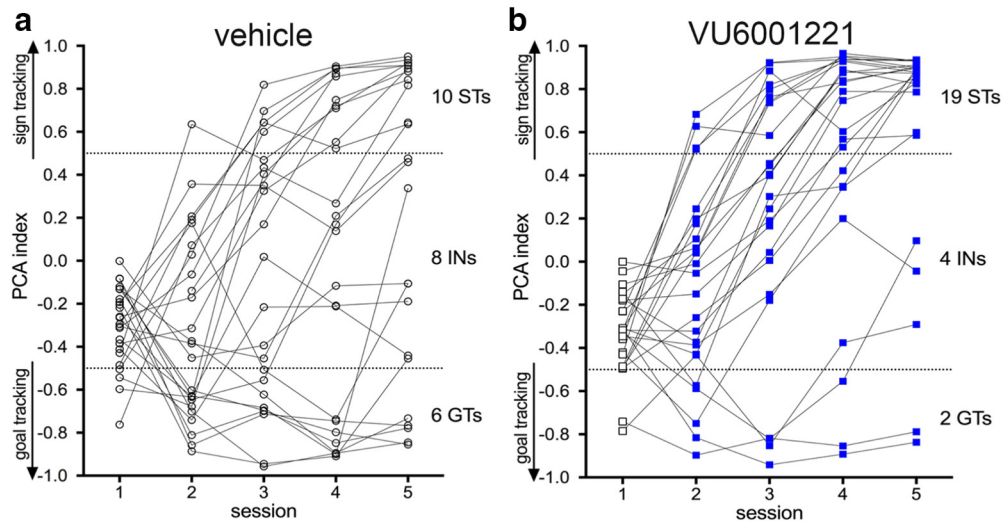 a
vehicle
sign tracking
goal tracking
PCA index
1.0
0.8
0.6
0.4
0.2
0.0
-0.2
-0.4
-0.6
-0.8
-1.0
10 STs
8 INs
6 GTs
1 2 3 4 5
session
b
VU6001221
sign tracking
goal tracking
PCA index
1.0
0.8
0.6
0.4
0.2
0.0
-0.2
-0.4
-0.6
-0.8
-1.0
19 STs
4 INs
2 GTs
1 2 3 4 5
session